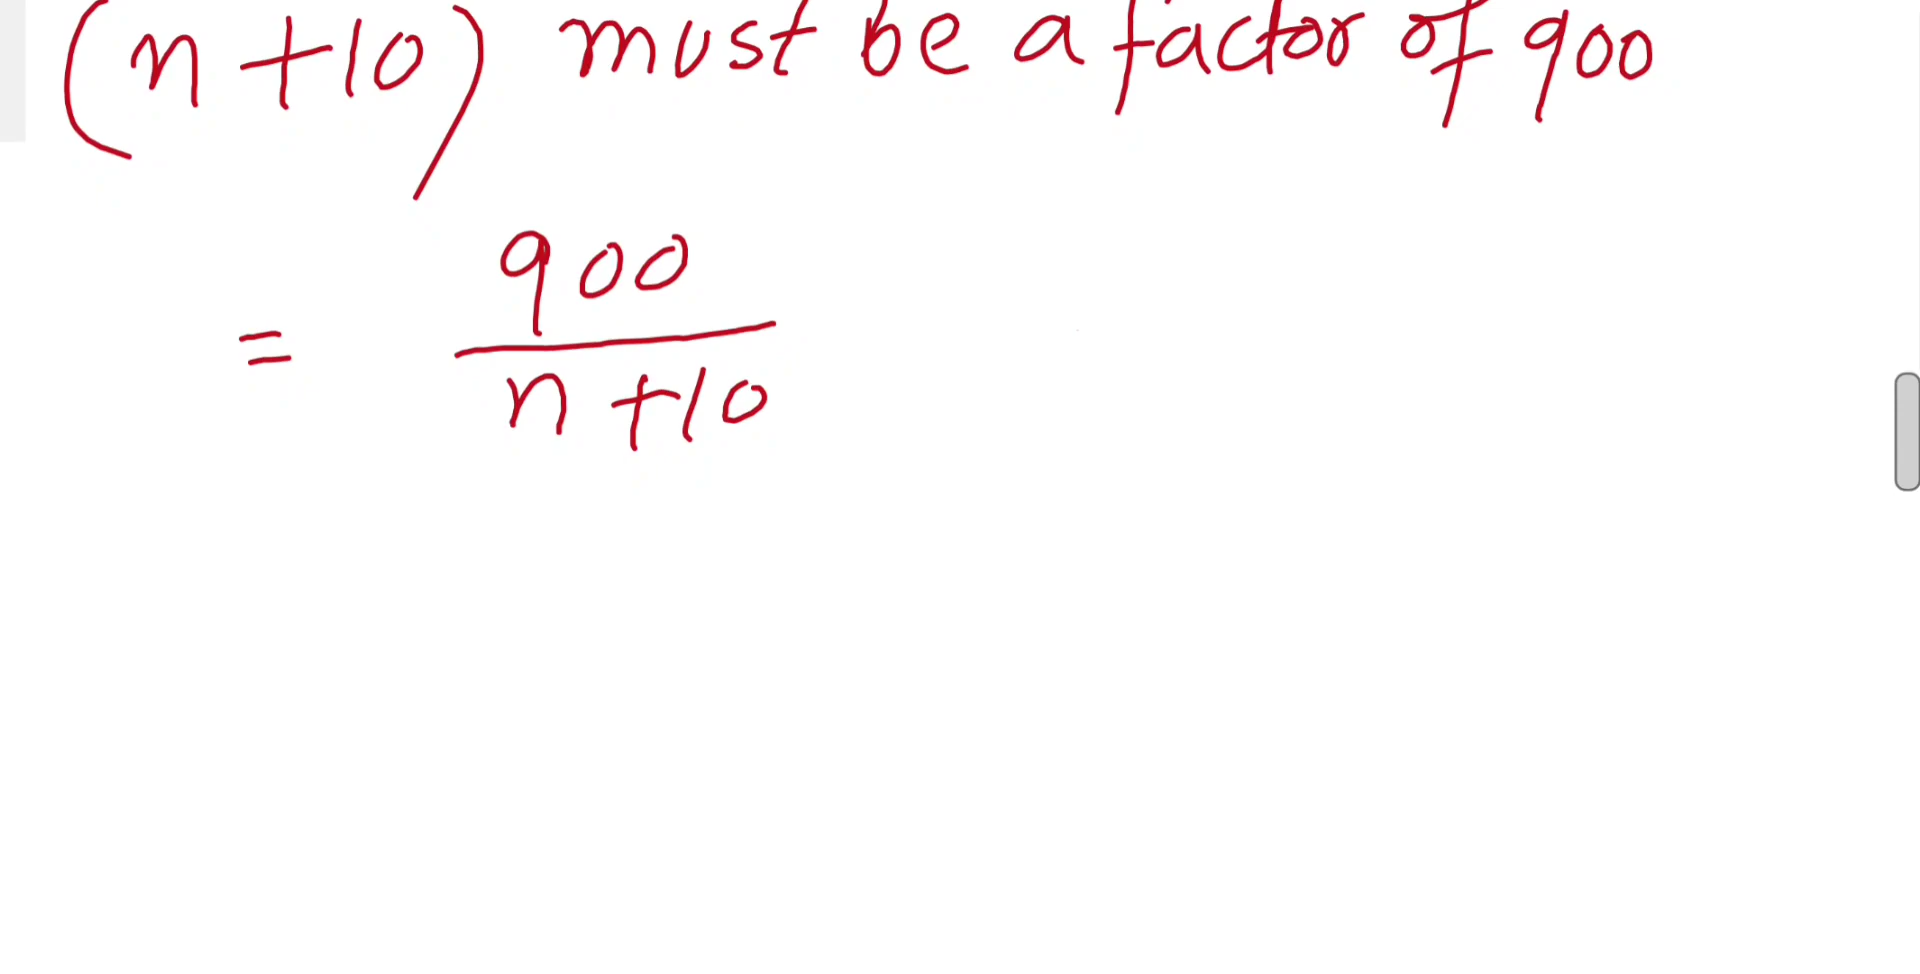 (n+10) must be a factor of 900
= 900
n+10